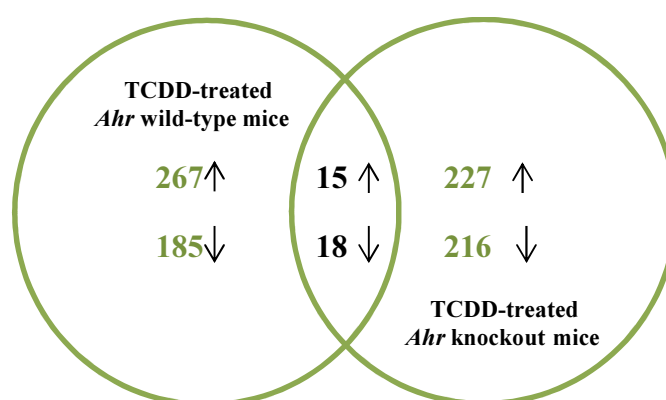 TCDD-treated
Ahr wild-type mice
267↑ 15 ↑ 227 ↑
185↓ 18 ↓ 216 ↓
TCDD-treated
Ahr knockout mice